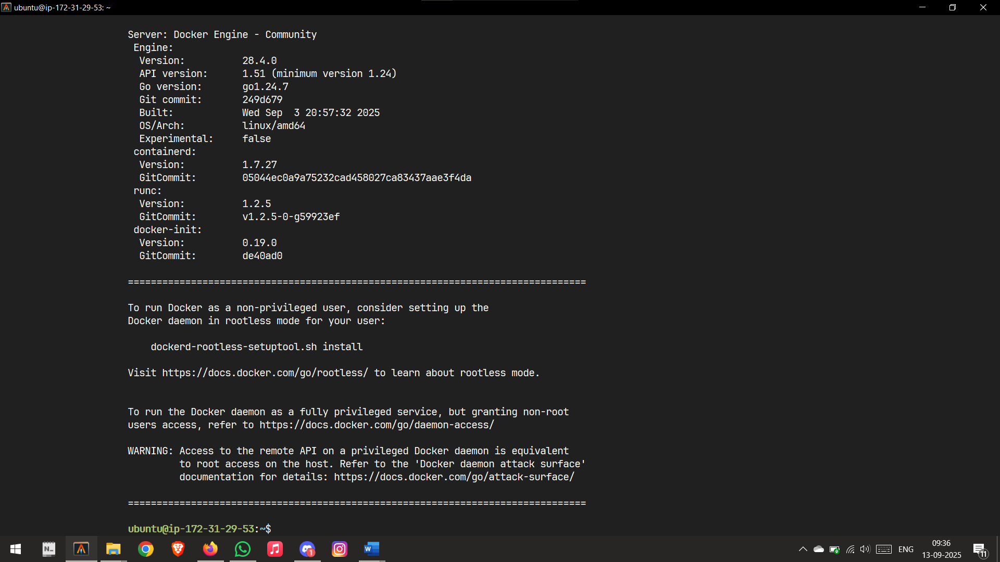 ubuntu@ip-172-31-29-53: ~
Server: Docker Engine - Community
 Engine:
  Version:          28.4.0
  API version:      1.51 (minimum version 1.24)
  Go version:       go1.24.7
  Git commit:       249d679
  Built:            Wed Sep  3 20:57:32 2025
  OS/Arch:          linux/amd64
  Experimental:     false
 containerd:
  Version:          1.7.27
  GitCommit:        05044ec0a9a75232cad458027ca83437aae3f4da
 runc:
  Version:          1.2.5
  GitCommit:        v1.2.5-0-g59923ef
 docker-init:
  Version:          0.19.0
  GitCommit:        de40ad0
================================================================================
To run Docker as a non-privileged user, consider setting up the
Docker daemon in rootless mode for your user:
    dockerd-rootless-setuptool.sh install
Visit https://docs.docker.com/go/rootless/ to learn about rootless mode.
To run the Docker daemon as a fully privileged service, but granting non-root
users access, refer to https://docs.docker.com/go/daemon-access/
WARNING: Access to the remote API on a privileged Docker daemon is equivalent
         to root access on the host. Refer to the 'Docker daemon attack surface'
         documentation for details: https://docs.docker.com/go/attack-surface/
================================================================================
ubuntu@ip-172-31-29-53:~$
N_
1
W
ENG
09:36
13-09-2025
11